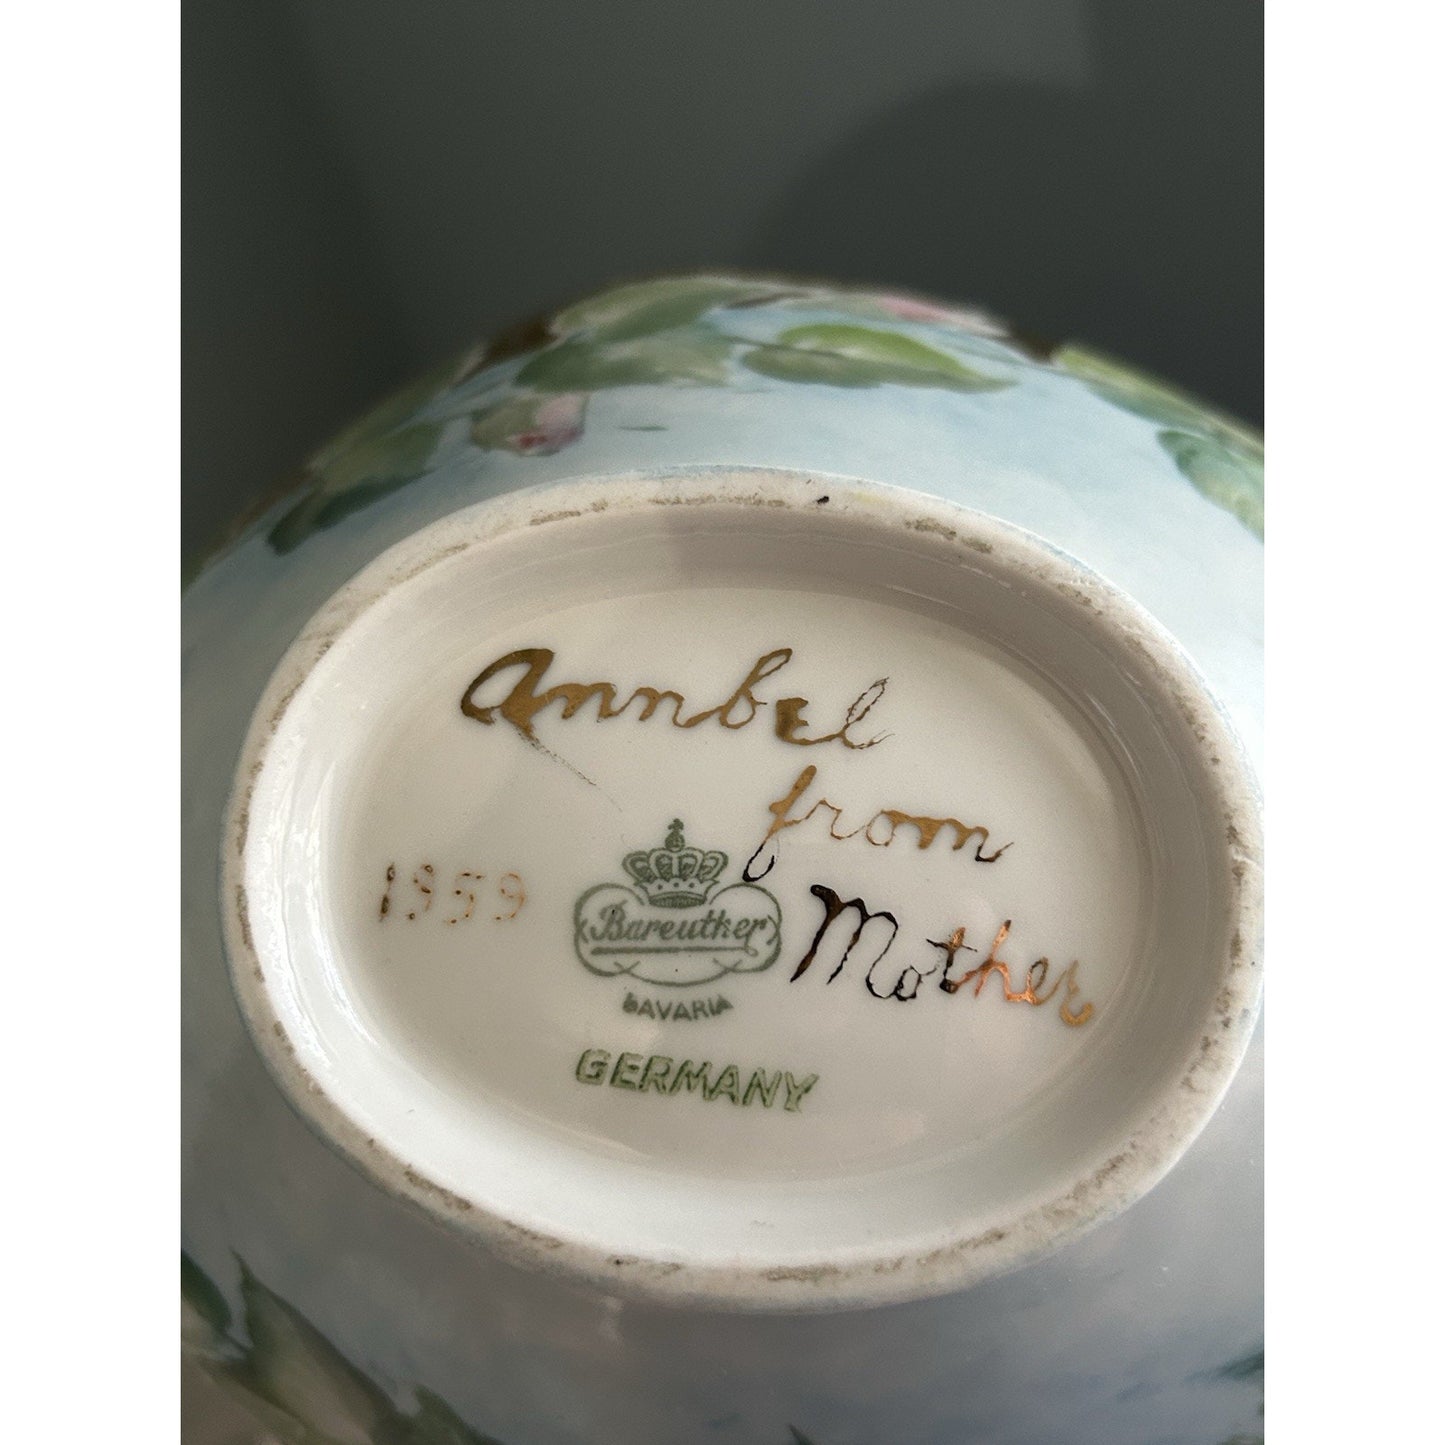 Annbel
from
Mother
1959
Bareuther
BAVARIA
GERMANY